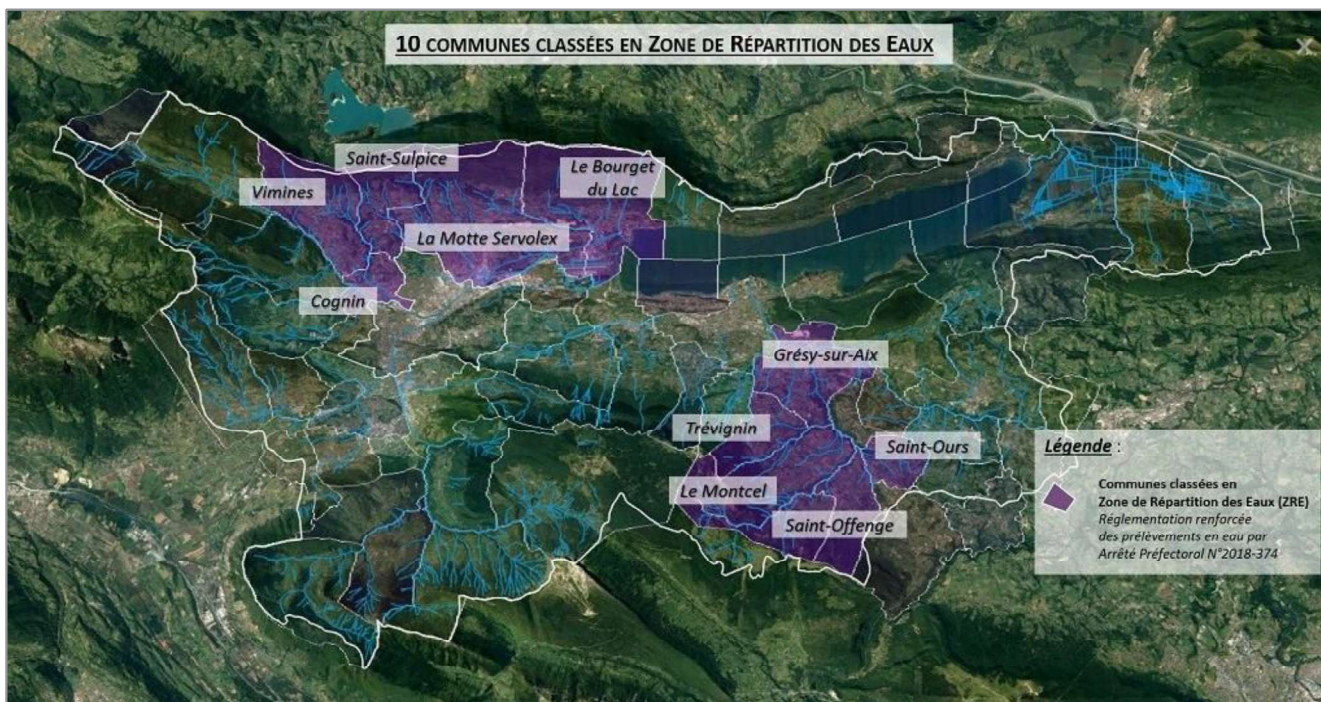 10 COMMUNES CLASSÉES EN ZONE DE RÉPARTITION DES EAUX
X
Saint-Sulpice
Le Bourget
du Lac
Vimines
La Motte Servolex
Cognin
Grésy-sur-Aix
Trévignin
Saint-Ours
Le Montcel
Saint-Offenge
Légende :
Communes classées en
Zone de Répartition des Eaux (ZRE)
Réglementation renforcée
des prélèvements en eau par
Arrêté Préfectoral N°2018-374